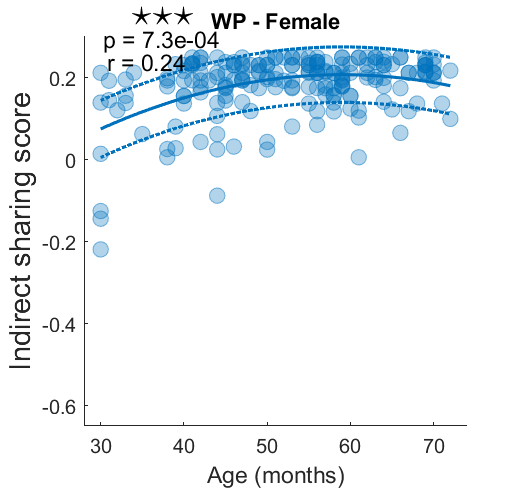 ★★★ WP - Female
p = 7.3e-04
r = 0.24
Indirect sharing score
0.2
0
-0.2
-0.4
-0.6
30 40 50 60 70
Age (months)